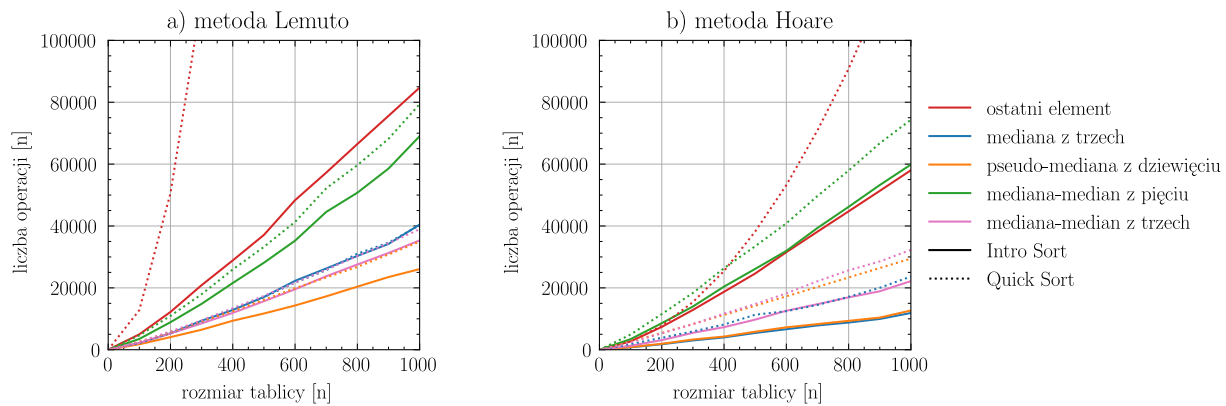 a) metoda Lemuto
100000
80000
60000
40000
20000
0
0 200 400 600 800 1000
liczba operacji [n]
rozmiar tablicy [n]
b) metoda Hoare
100000
80000
60000
40000
20000
0
0 200 400 600 800 1000
liczba operacji [n]
rozmiar tablicy [n]
ostatni element
mediana z trzech
pseudo-mediana z dziewięciu
mediana-median z pięciu
mediana-median z trzech
Intro Sort
Quick Sort